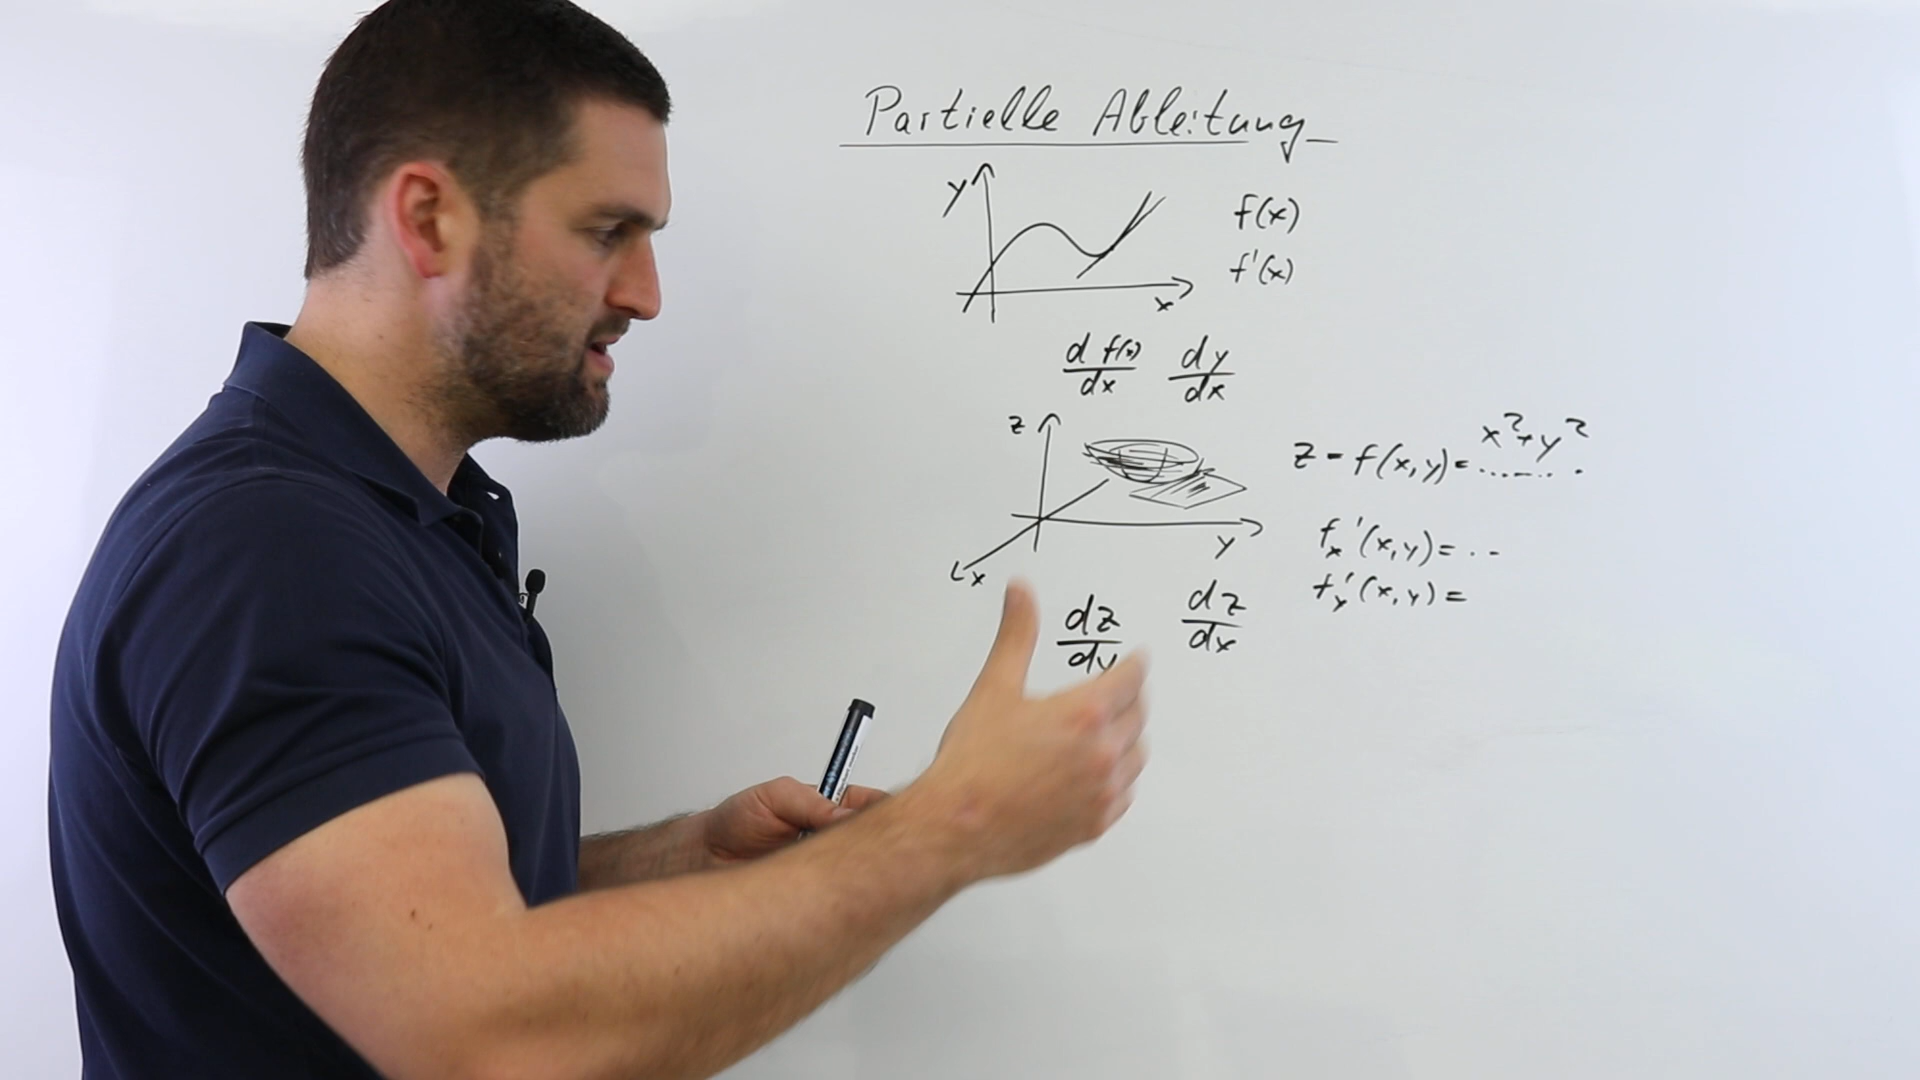 Partielle Ableitung
y
f(x)
f'(x)
x
d f(x)/dx dy/dx
z
x²+y²
z = f(x,y) = .......
y
fx'(x,y) = ..
x
fy'(x,y) =
dz/dy dz/dx